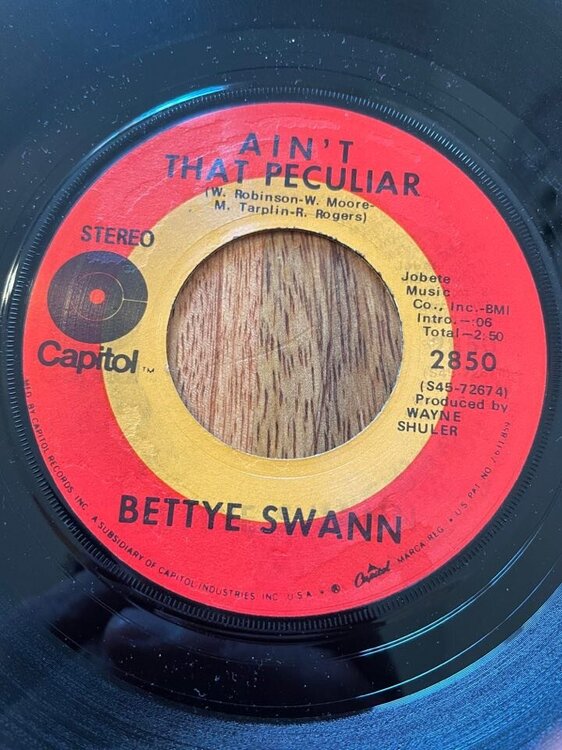 AIN'T
THAT PECULIAR
(W. Robinson-W. Moore-
M. Tarplin-R. Rogers)
STEREO
Capitol TM
Jobete
Music
Co., Inc.-BMI
Intro.-:06
Total-2:50
2850
(S45-72674)
Produced by
WAYNE
SHULER
BETTYE SWANN
MFD. BY CAPITOL RECORDS, INC. A SUBSIDIARY OF CAPITOL INDUSTRIES INC. U.S.A. • ® Capitol MARCA REG. • U.S. PAT. NO.